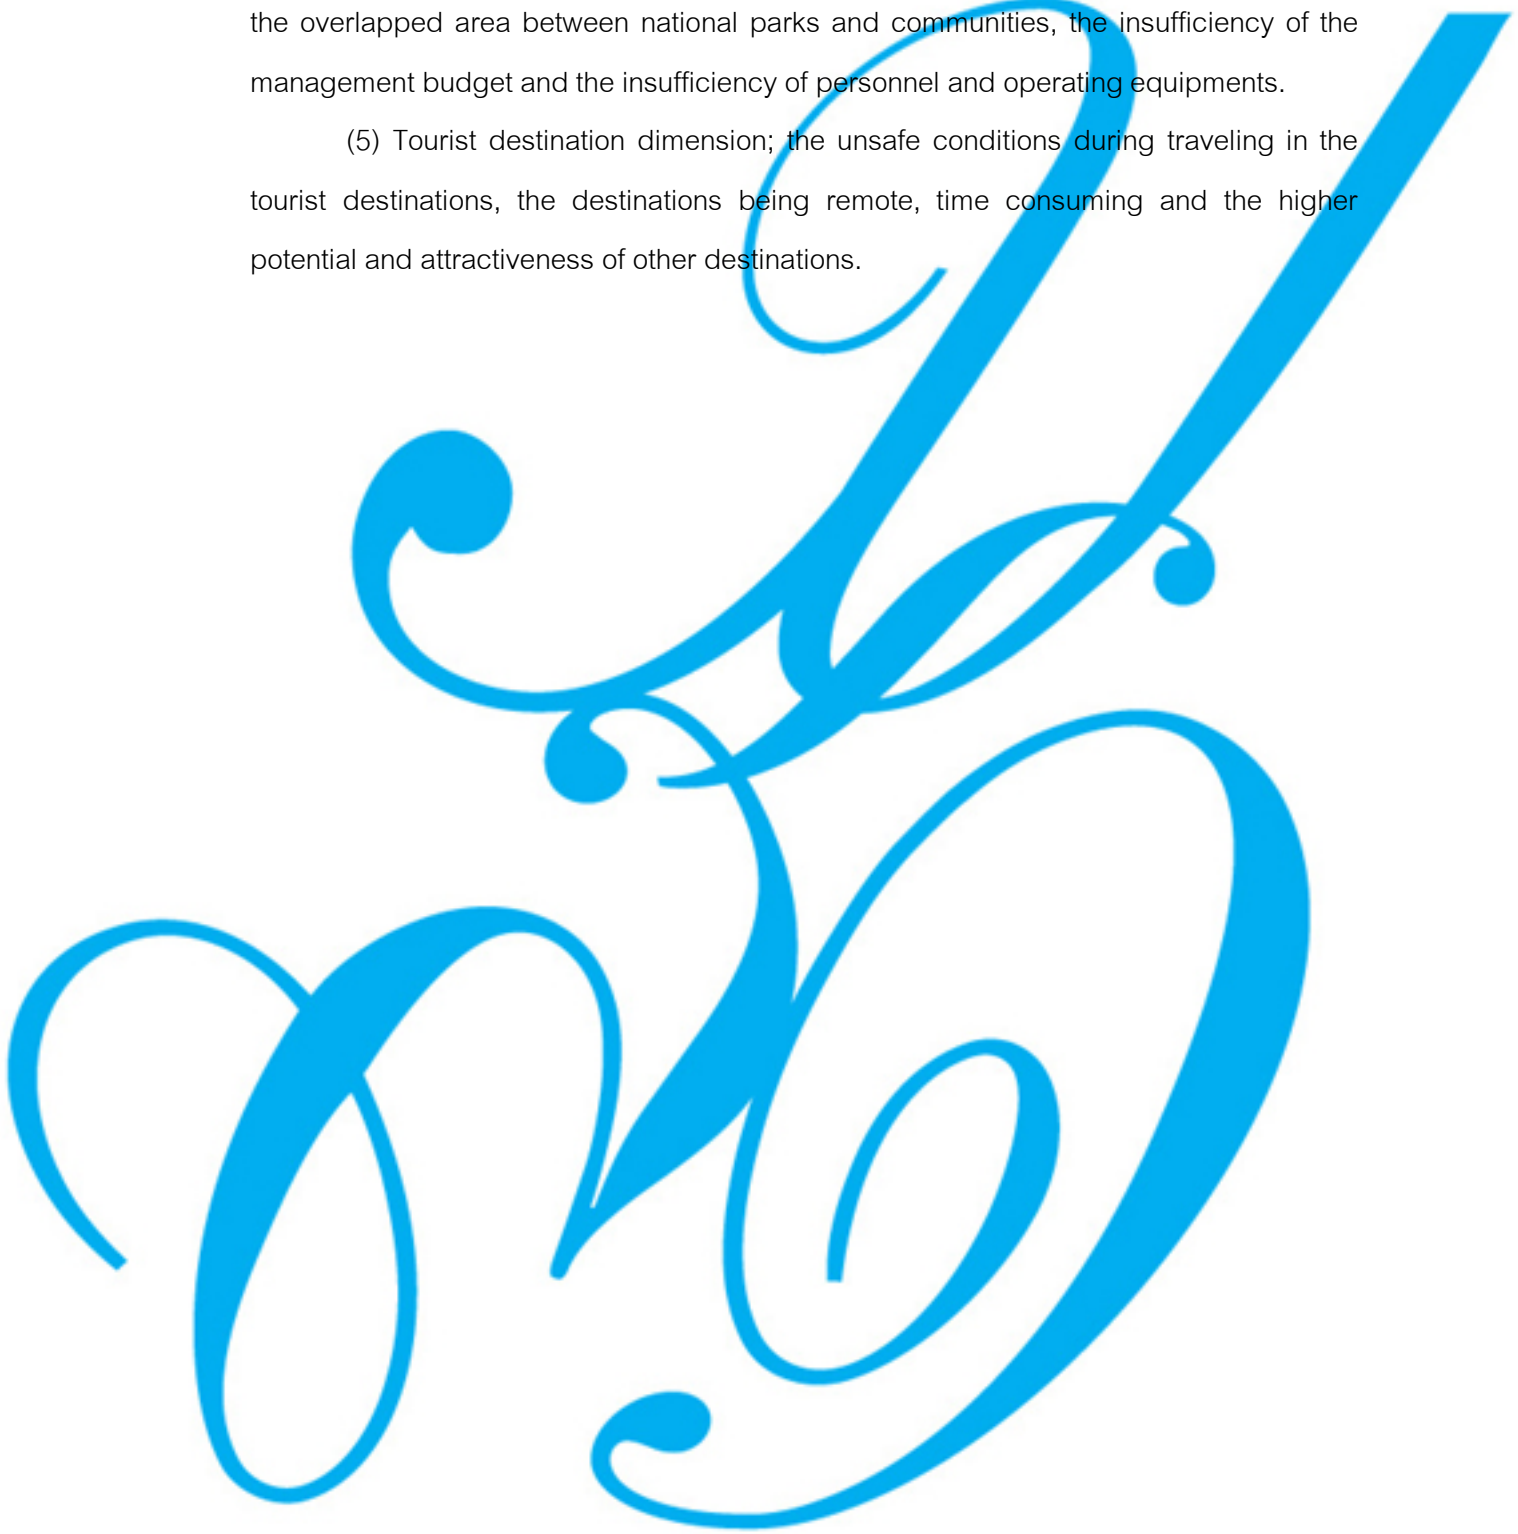 the overlapped area between national parks and communities, the insufficiency of the
management budget and the insufficiency of personnel and operating equipments.
(5) Tourist destination dimension; the unsafe conditions during traveling in the
tourist destinations, the destinations being remote, time consuming and the higher
potential and attractiveness of other destinations.